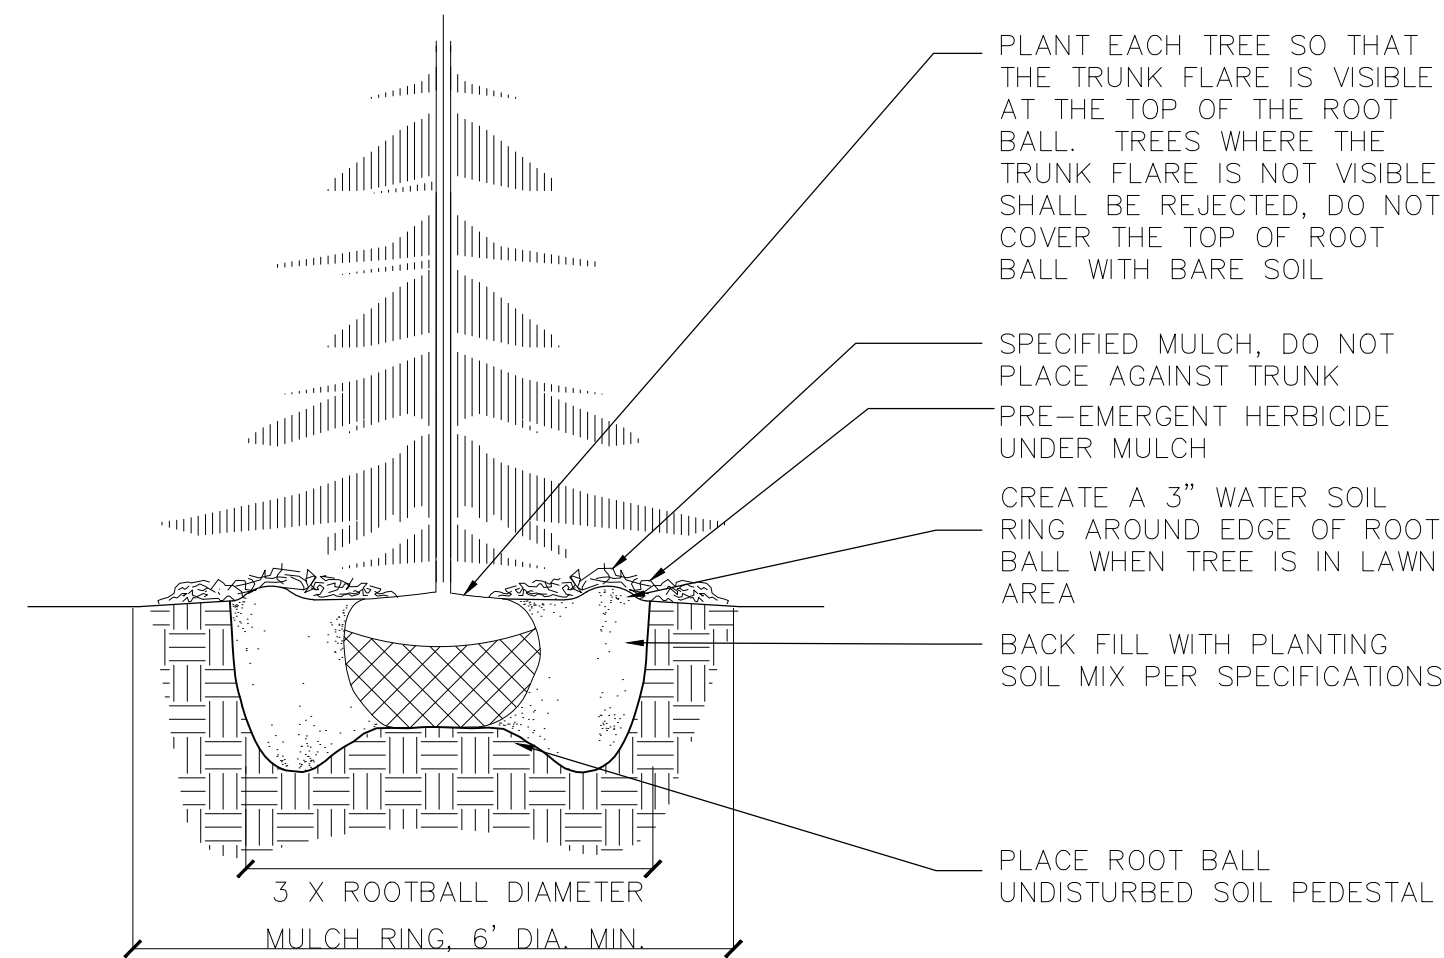 PLANT EACH TREE SO THAT
THE TRUNK FLARE IS VISIBLE
AT THE TOP OF THE ROOT
BALL. TREES WHERE THE
TRUNK FLARE IS NOT VISIBLE
SHALL BE REJECTED, DO NOT
COVER THE TOP OF ROOT
BALL WITH BARE SOIL
SPECIFIED MULCH, DO NOT
PLACE AGAINST TRUNK
PRE-EMERGENT HERBICIDE
UNDER MULCH
CREATE A 3" WATER SOIL
RING AROUND EDGE OF ROOT
BALL WHEN TREE IS IN LAWN
AREA
BACK FILL WITH PLANTING
SOIL MIX PER SPECIFICATIONS
PLACE ROOT BALL
UNDISTURBED SOIL PEDESTAL
3 X ROOTBALL DIAMETER
MULCH RING, 6' DIA. MIN.